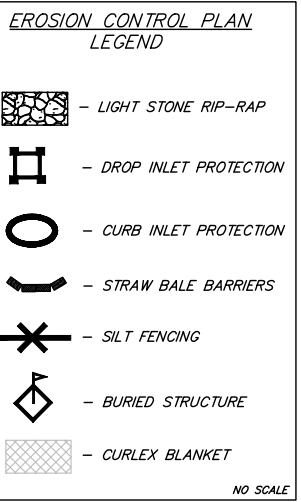 EROSION CONTROL PLAN
LEGEND
- LIGHT STONE RIP-RAP
- DROP INLET PROTECTION
- CURB INLET PROTECTION
- STRAW BALE BARRIERS
- SILT FENCING
- BURIED STRUCTURE
- CURLEX BLANKET
NO SCALE